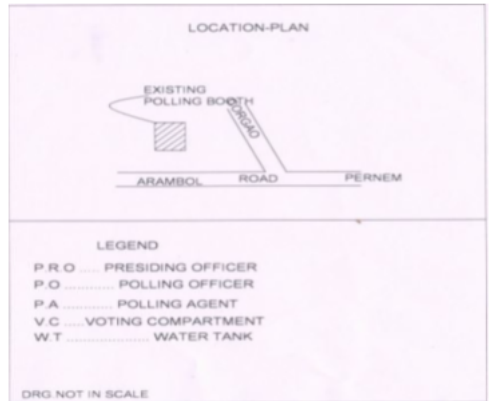 LOCATION-PLAN
EXISTING
POLLING BOOTH
KORGAO
ARAMBOL ROAD PERNEM
LEGEND
P.R.O ..... PRESIDING OFFICER
P.O ............. POLLING OFFICER
P.A ............. POLLING AGENT
V.C .....VOTING COMPARTMENT
W.T ...................... WATER TANK
DRG.NOT IN SCALE